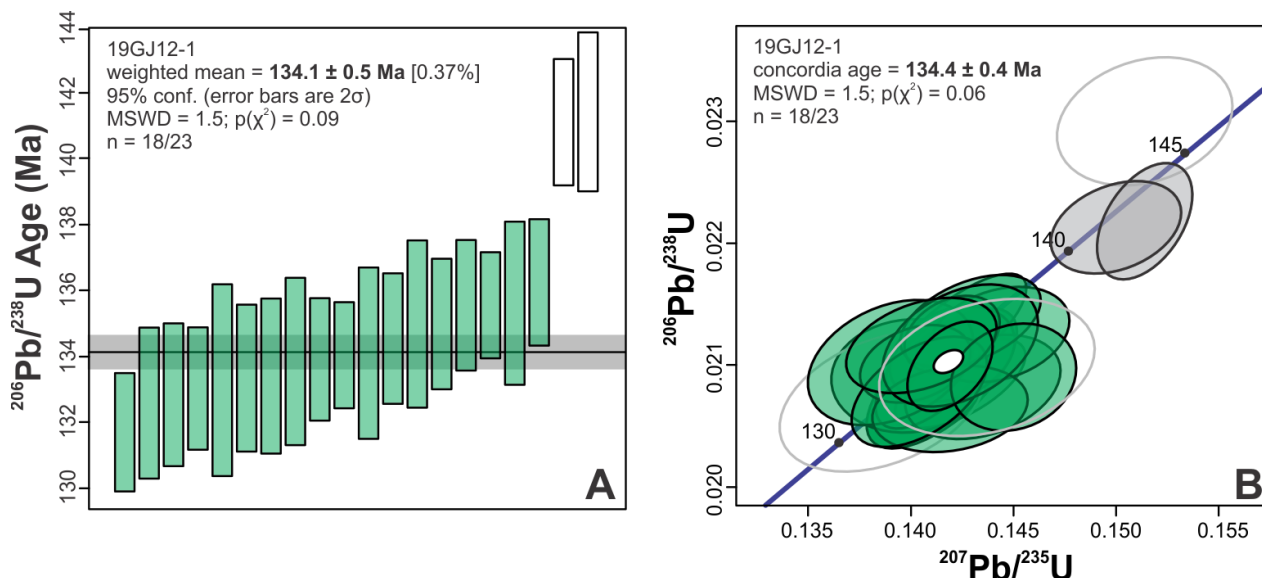 19GJ12-1
weighted mean = 134.1 ± 0.5 Ma [0.37%]
95% conf. (error bars are 2σ)
MSWD = 1.5; p(χ²) = 0.09
n = 18/23
²⁰⁶Pb/²³⁸U Age (Ma)
144
142
140
138
136
134
132
130
A
19GJ12-1
concordia age = 134.4 ± 0.4 Ma
MSWD = 1.5; p(χ²) = 0.06
n = 18/23
²⁰⁶Pb/²³⁸U
0.023
0.022
0.021
0.020
145
140
130
B
0.135 0.140 0.145 0.150 0.155
²⁰⁷Pb/²³⁵U